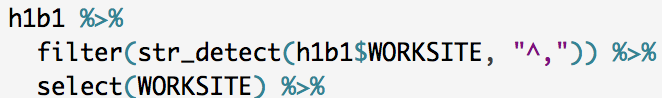 h1b1 %>%
filter(str_detect(h1b1$WORKSITE, "^,")) %>%
select(WORKSITE) %>%